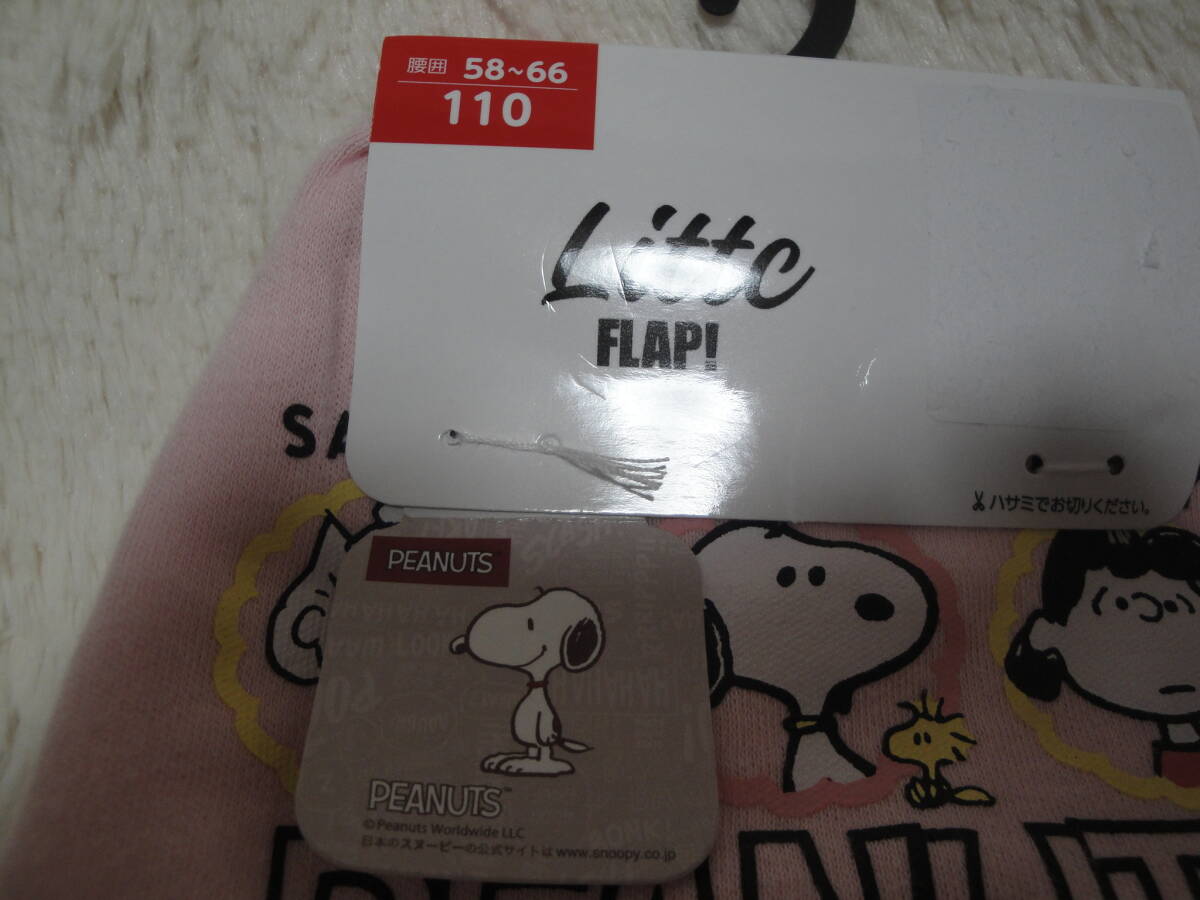 腰囲 58~66
110
Littc
FLAP!
SA
ハサミでお切りください。
PEANUTS
PEANUTS™
©Peanuts Worldwide LLC
日本のスヌーピーの公式サイトは www.snoopy.co.jp